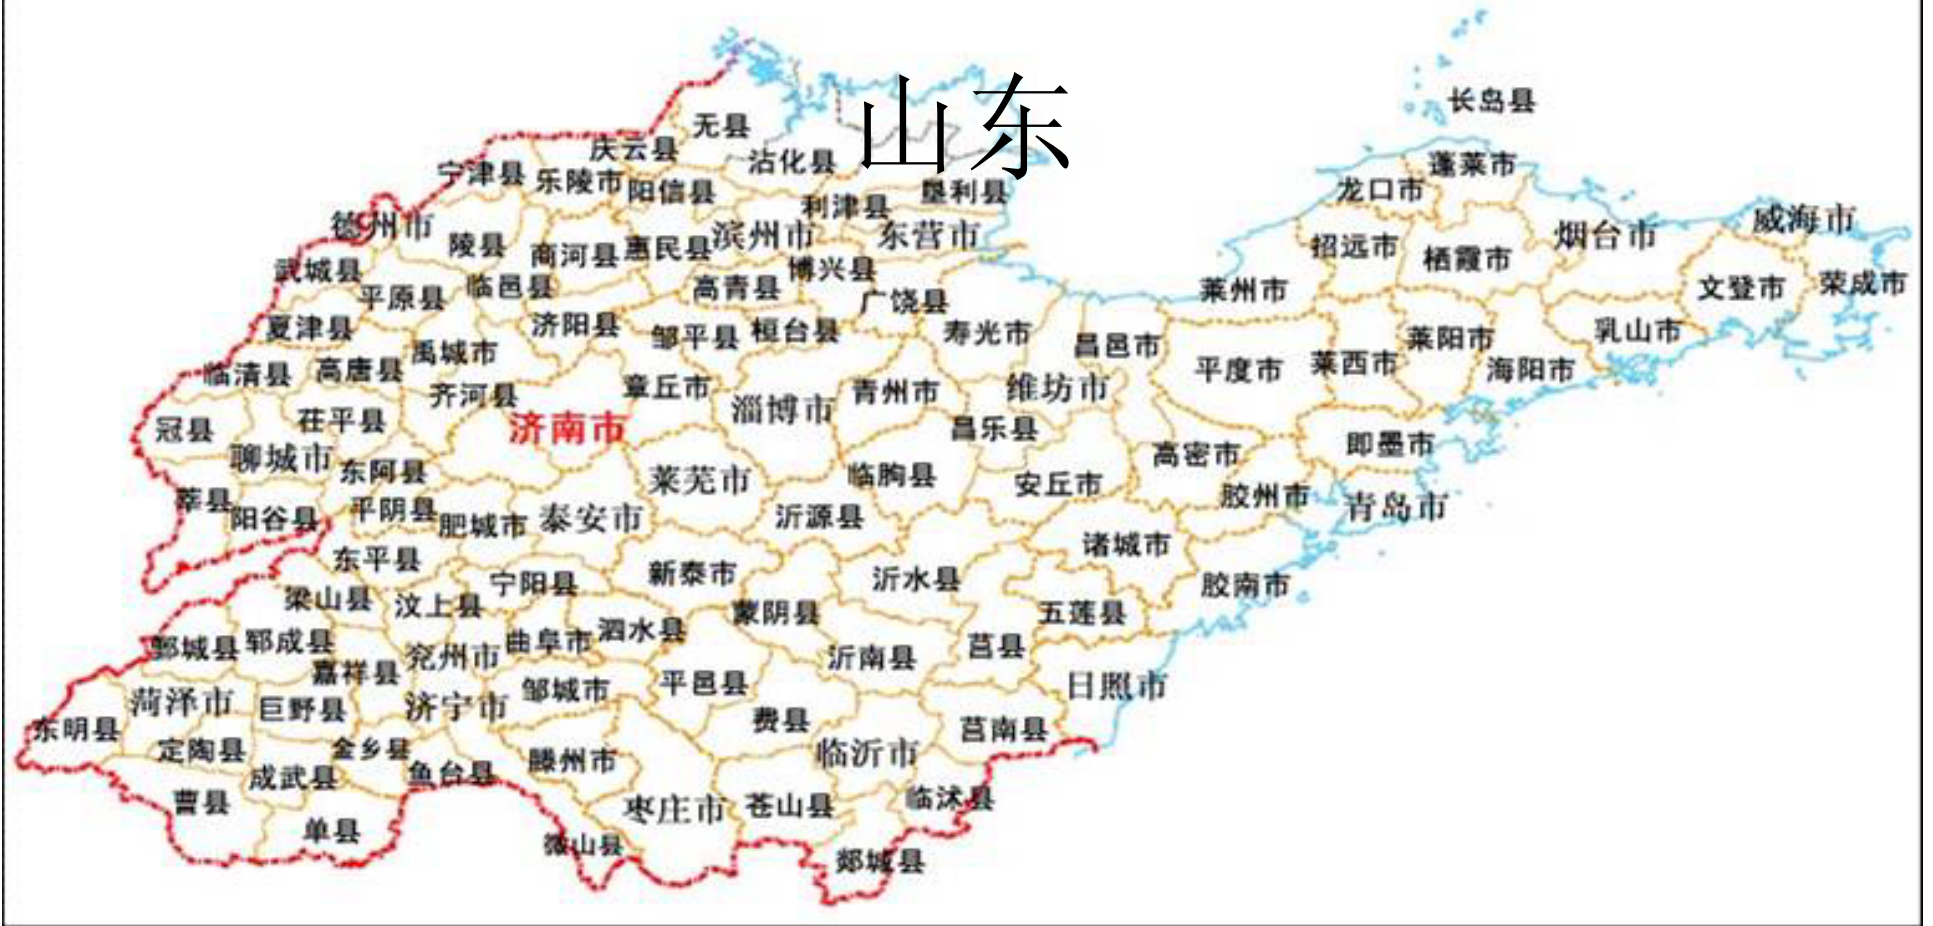 山东
长岛县
无县
庆云县
沾化县
蓬莱市
宁津县
乐陵市
阳信县
利津县
垦利县
龙口市
德州市
陵县
商河县
惠民县
滨州市
东营市
招远市
栖霞市
烟台市
威海市
武城县
平原县
临邑县
高青县
博兴县
广饶县
莱州市
文登市
荣成市
夏津县
禹城市
济阳县
邹平县
桓台县
寿光市
昌邑市
平度市
莱西市
莱阳市
海阳市
乳山市
临清县
高唐县
齐河县
章丘市
淄博市
青州市
维坊市
冠县
茌平县
济南市
昌乐县
高密市
即墨市
聊城市
东阿县
莱芜市
临朐县
安丘市
胶州市
青岛市
莘县
阳谷县
平阴县
肥城市
泰安市
沂源县
诸城市
东平县
宁阳县
新泰市
沂水县
胶南市
梁山县
汶上县
蒙阴县
五莲县
鄄城县
郓成县
兖州市
曲阜市
泗水县
沂南县
莒县
嘉祥县
菏泽市
巨野县
济宁市
邹城市
平邑县
日照市
东明县
定陶县
金乡县
费县
莒南县
成武县
鱼台县
滕州市
临沂市
曹县
单县
枣庄市
苍山县
临沭县
微山县
郯城县